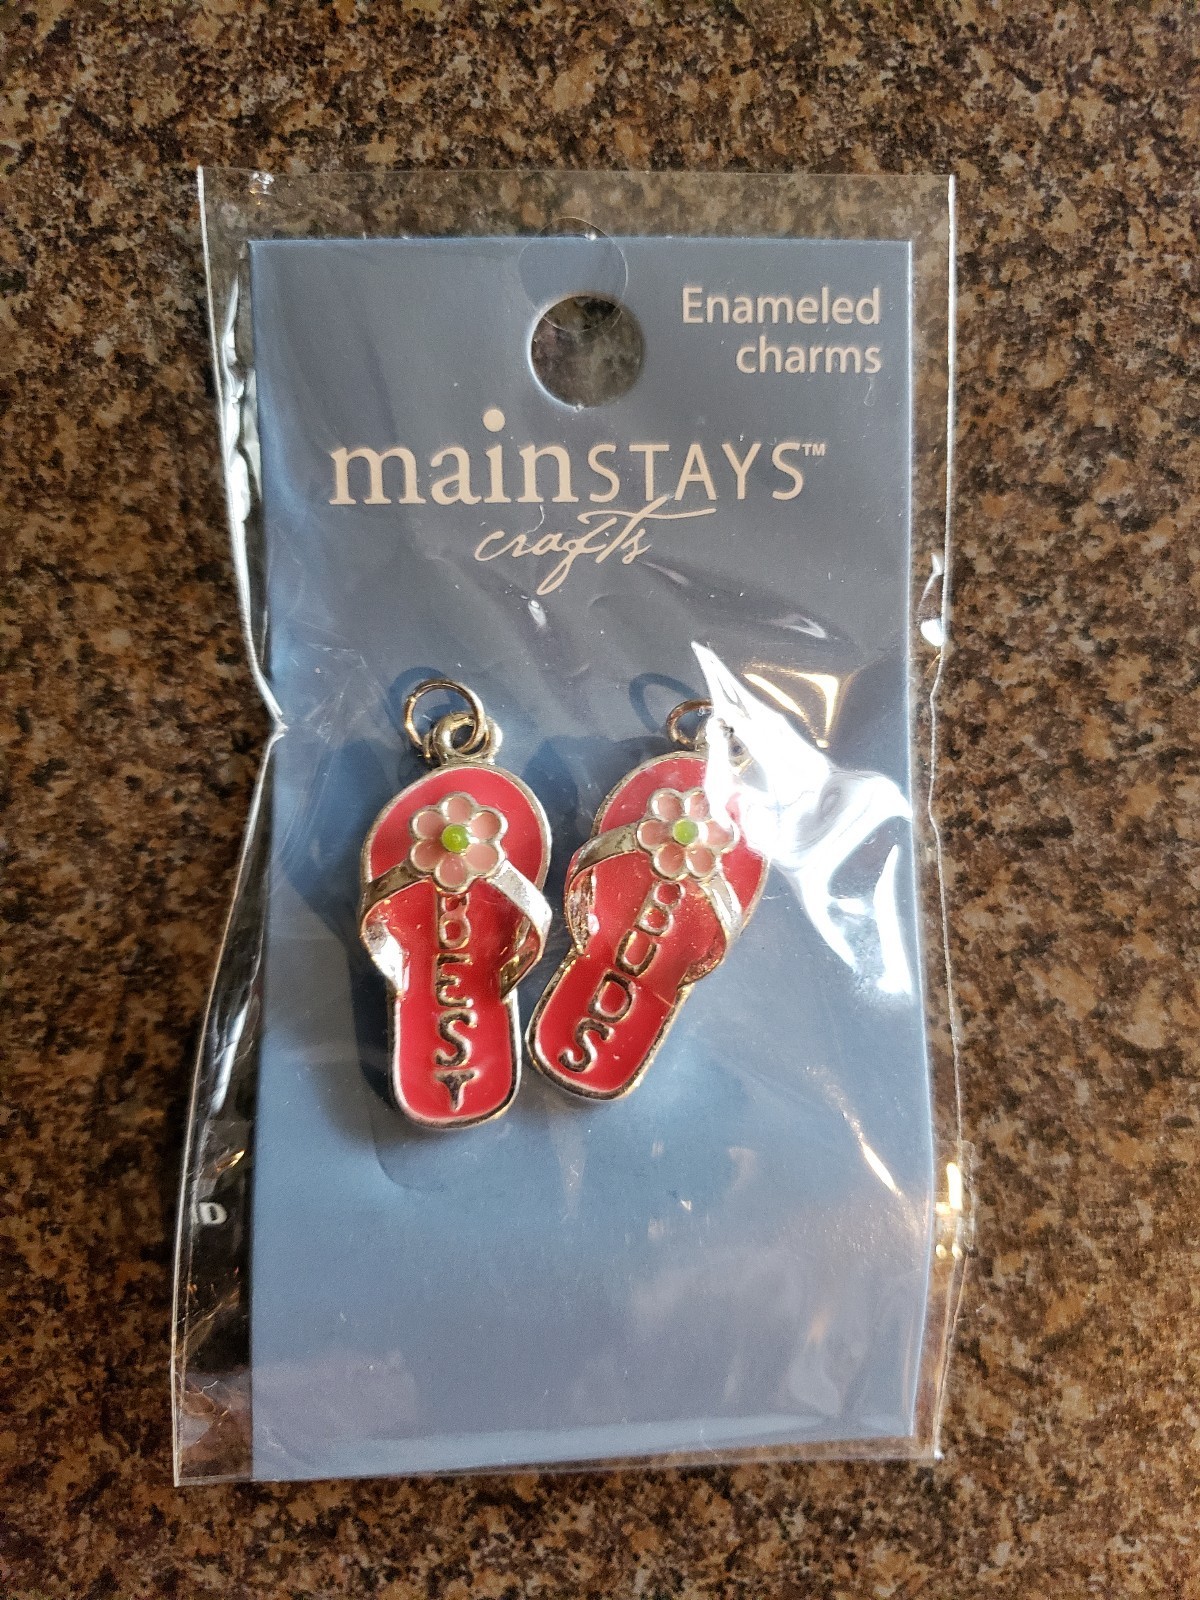 Enameled
charms
mainSTAYS™
crafts
BEST
BUDS